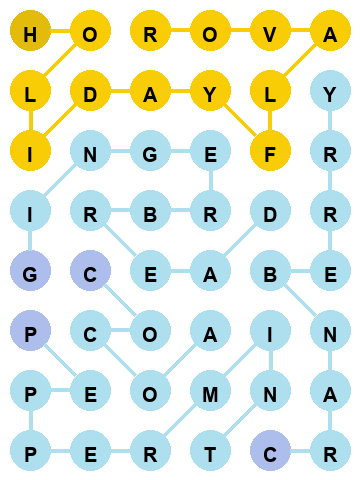 H O R O V A
L D A Y L Y
I N G E F R
I R B R D R
G C E A B E
P C O A I N
P E O M N A
P E R T C R